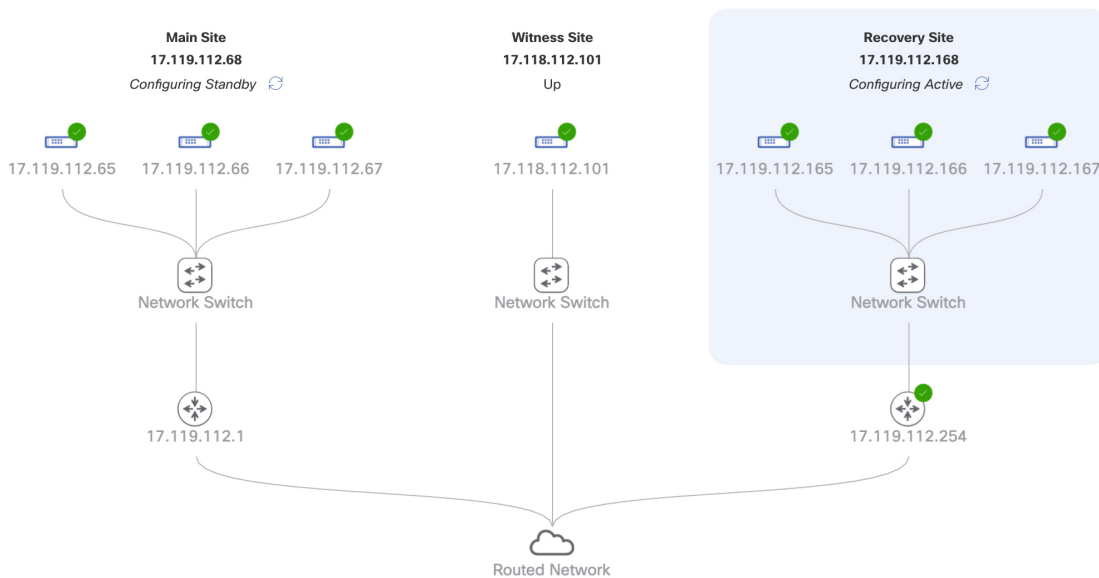 Main Site
17.119.112.68
Configuring Standby
Witness Site
17.118.112.101
Up
Recovery Site
17.119.112.168
Configuring Active
17.119.112.65
17.119.112.66
17.119.112.67
17.118.112.101
17.119.112.165
17.119.112.166
17.119.112.167
Network Switch
Network Switch
Network Switch
17.119.112.1
17.119.112.254
Routed Network